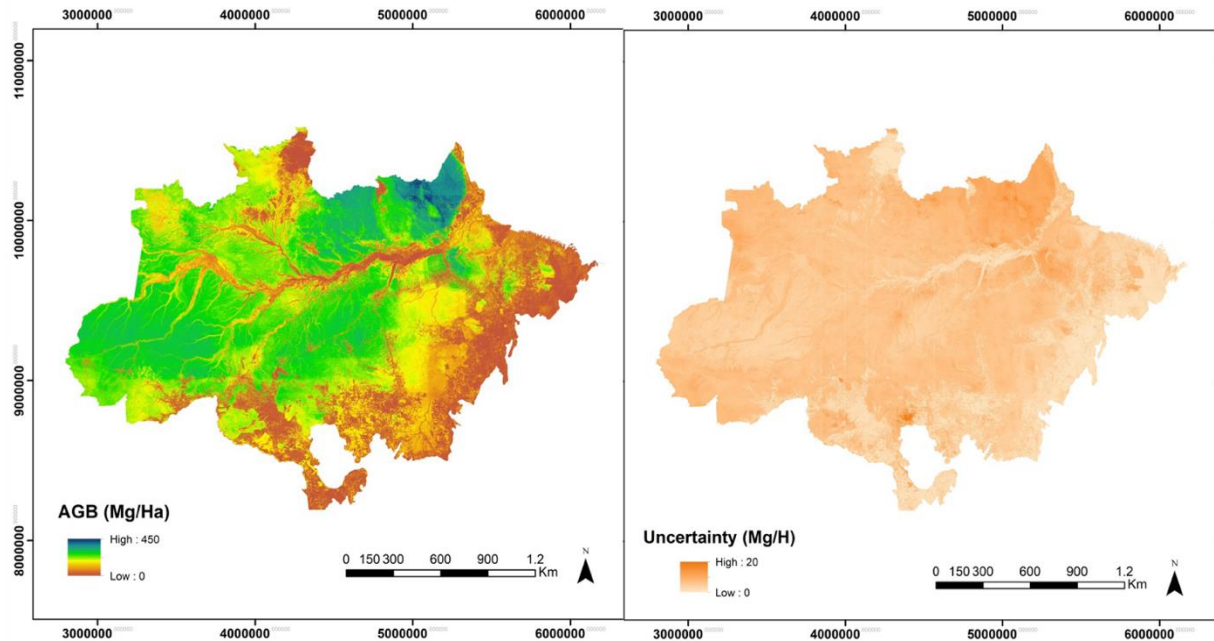 3000000 4000000 5000000 6000000 3000000 4000000 5000000 6000000
11000000
10000000
9000000
8000000
AGB (Mg/Ha)
High : 450
Low : 0
0 150 300 600 900 1.2
Km
N
Uncertainty (Mg/H)
High : 20
Low : 0
0 150 300 600 900 1.2
Km
N
3000000 4000000 5000000 6000000 3000000 4000000 5000000 6000000